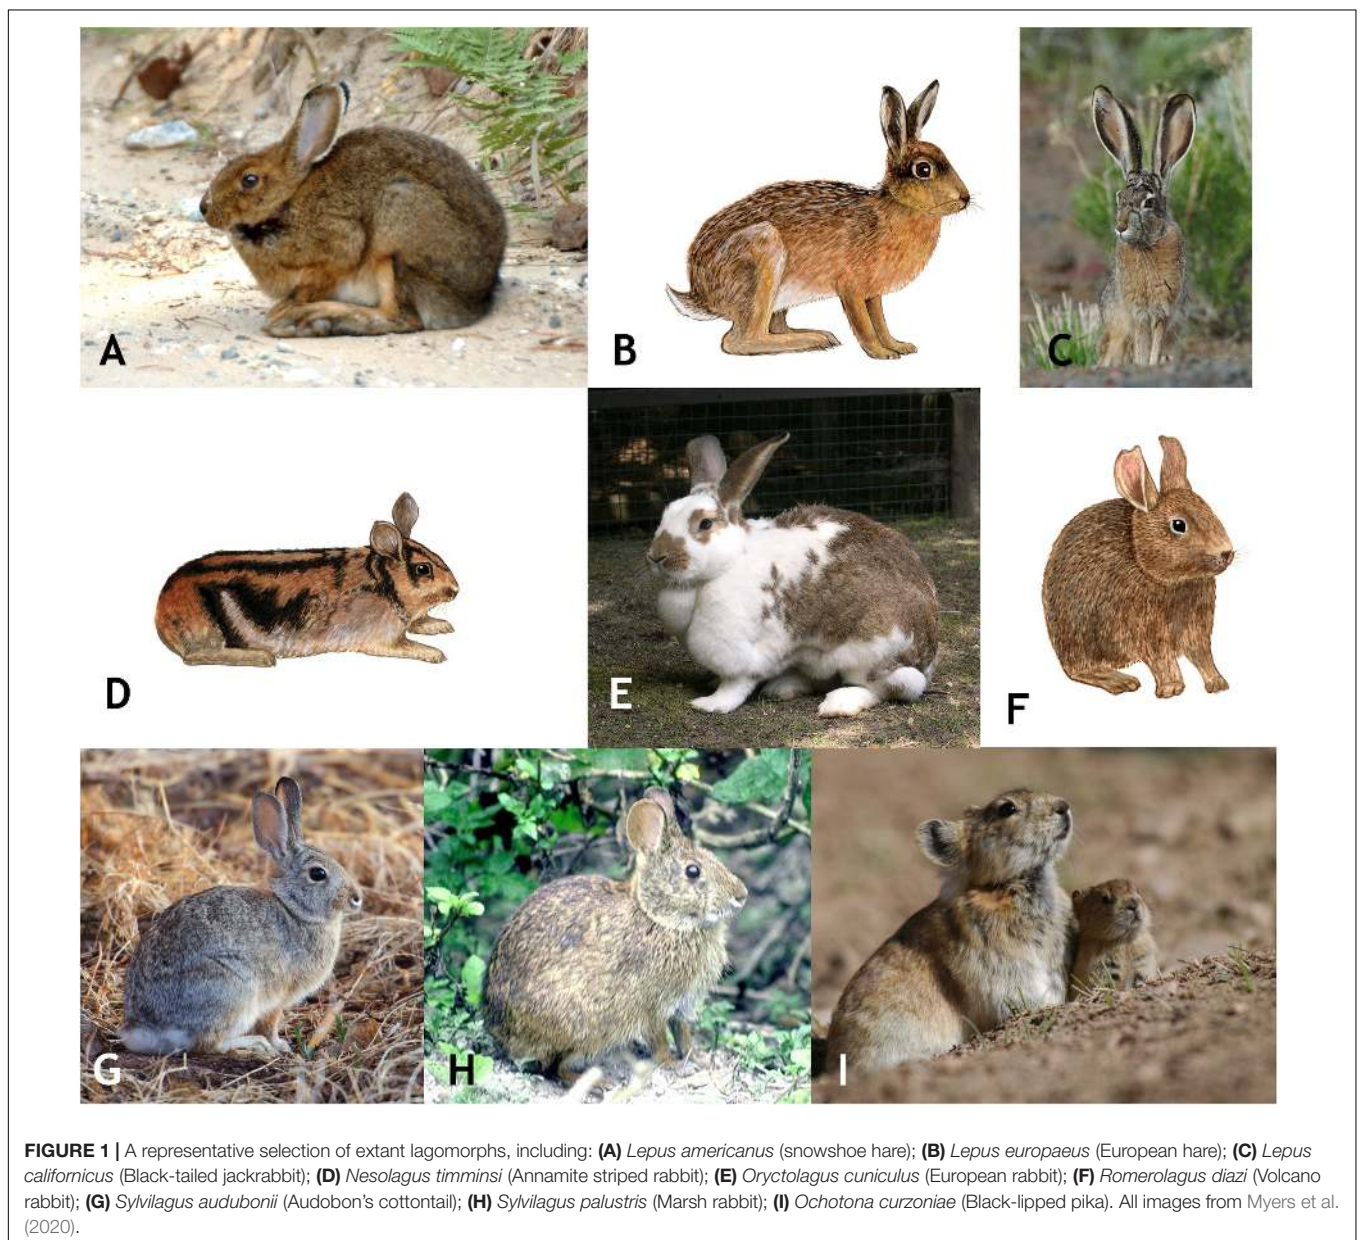 A
B
C
D
E
F
G
H
I
FIGURE 1 | A representative selection of extant lagomorphs, including: (A) Lepus americanus (snowshoe hare); (B) Lepus europaeus (European hare); (C) Lepus
californicus (Black-tailed jackrabbit); (D) Nesolagus timminsi (Annamite striped rabbit); (E) Oryctolagus cuniculus (European rabbit); (F) Romerolagus diazi (Volcano
rabbit); (G) Sylvilagus audubonii (Audobon's cottontail); (H) Sylvilagus palustris (Marsh rabbit); (I) Ochotona curzoniae (Black-lipped pika). All images from Myers et al.
(2020).